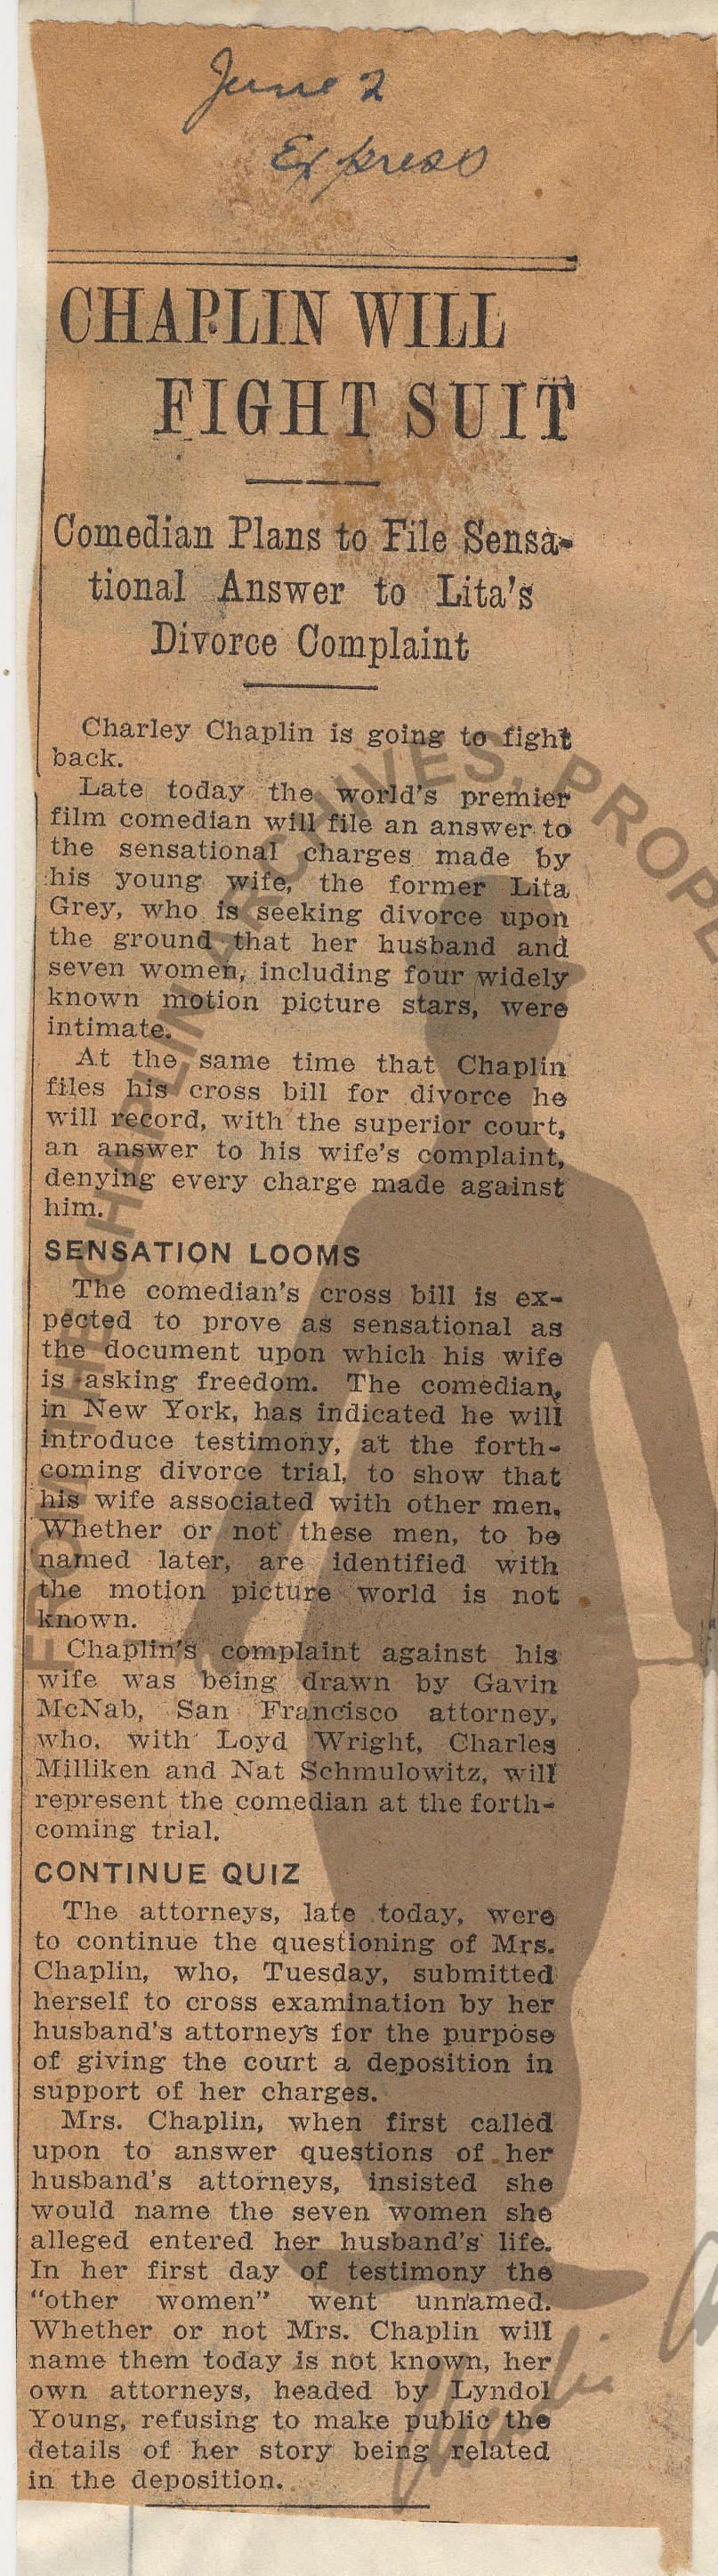 June 2
Express
CHAPLIN WILL
FIGHT SUIT
Comedian Plans to File Sensa-
tional Answer to Lita's
Divorce Complaint
Charley Chaplin is going to fight
back.
Late today the world's premier
film comedian will file an answer to
the sensational charges made by
his young wife, the former Lita
Grey, who is seeking divorce upon
the ground that her husband and
seven women, including four widely
known motion picture stars, were
intimate.
At the same time that Chaplin
files his cross bill for divorce he
will record, with the superior court,
an answer to his wife's complaint,
denying every charge made against
him.
SENSATION LOOMS
The comedian's cross bill is ex-
pected to prove as sensational as
the document upon which his wife
is asking freedom. The comedian,
in New York, has indicated he will
introduce testimony, at the forth-
coming divorce trial, to show that
his wife associated with other men.
Whether or not these men, to be
named later, are identified with
the motion picture world is not
known.
Chaplin's complaint against his
wife was being drawn by Gavin
McNab, San Francisco attorney,
who, with Loyd Wright, Charles
Milliken and Nat Schmulowitz, will
represent the comedian at the forth-
coming trial.
CONTINUE QUIZ
The attorneys, late today, were
to continue the questioning of Mrs.
Chaplin, who, Tuesday, submitted
herself to cross examination by her
husband's attorneys for the purpose
of giving the court a deposition in
support of her charges.
Mrs. Chaplin, when first called
upon to answer questions of her
husband's attorneys, insisted she
would name the seven women she
alleged entered her husband's life.
In her first day of testimony the
"other women" went unnamed.
Whether or not Mrs. Chaplin will
name them today is not known, her
own attorneys, headed by Lyndol
Young, refusing to make public the
details of her story being related
in the deposition.
FROM THE CHAPLIN ARCHIVES, PROPE
Charlie